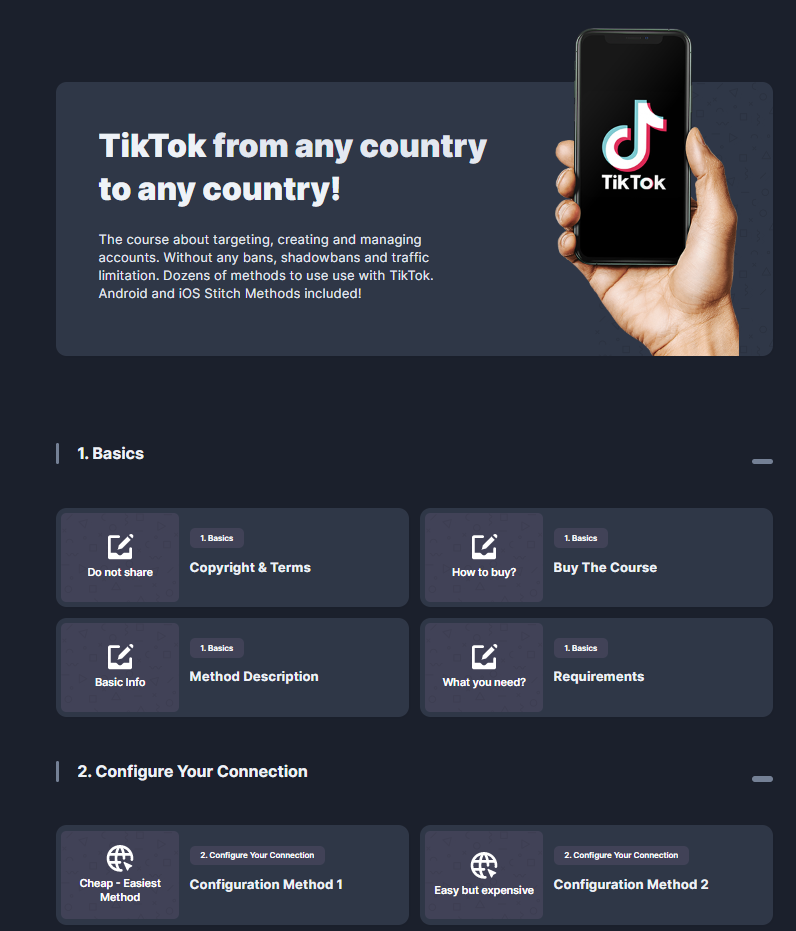 TikTok from any country
to any country!
The course about targeting, creating and managing
accounts. Without any bans, shadowbans and traffic
limitation. Dozens of methods to use use with TikTok.
Android and iOS Stitch Methods included!
TikTok
1. Basics
Do not share
1. Basics
Copyright & Terms
How to buy?
1. Basics
Buy The Course
Basic Info
1. Basics
Method Description
What you need?
1. Basics
Requirements
2. Configure Your Connection
Cheap - Easiest
Method
2. Configure Your Connection
Configuration Method 1
Easy but expensive
2. Configure Your Connection
Configuration Method 2